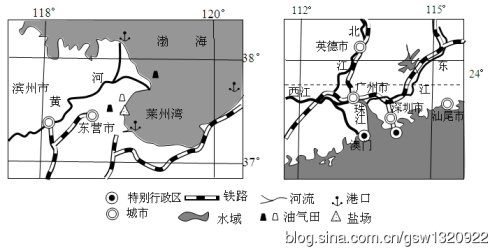 118°
120°
渤 海
38°
滨州市
河
黄
莱州湾
东营市
37°
112°
115°
北
英德市
江
东
24°
西江
广州市
江
珠
江
深圳市
汕尾市
澳门
特别行政区
铁路
河流
港口
城市
水域
油气田
盐场
blog.sina.com.cn/gsw1320922